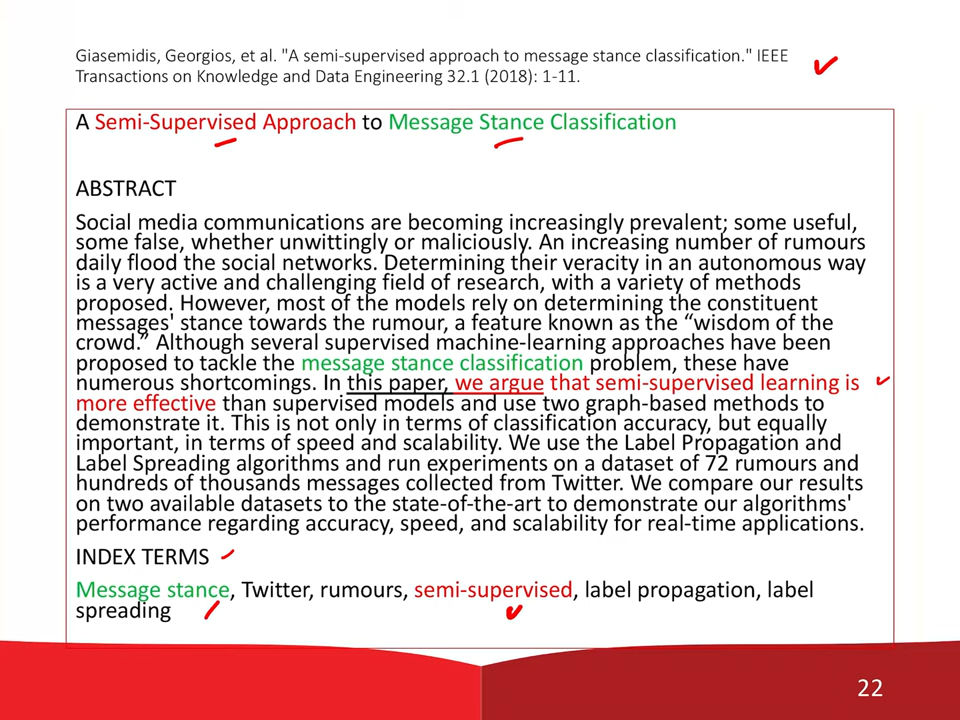 Giasemidis, Georgios, et al. "A semi-supervised approach to message stance classification." IEEE
Transactions on Knowledge and Data Engineering 32.1 (2018): 1-11.
A Semi-Supervised Approach to Message Stance Classification
ABSTRACT
Social media communications are becoming increasingly prevalent; some useful,
some false, whether unwittingly or maliciously. An increasing number of rumours
daily flood the social networks. Determining their veracity in an autonomous way
is a very active and challenging field of research, with a variety of methods
proposed. However, most of the models rely on determining the constituent
messages' stance towards the rumour, a feature known as the “wisdom of the
crowd.” Although several supervised machine-learning approaches have been
proposed to tackle the message stance classification problem, these have
numerous shortcomings. In this paper, we argue that semi-supervised learning is
more effective than supervised models and use two graph-based methods to
demonstrate it. This is not only in terms of classification accuracy, but equally
important, in terms of speed and scalability. We use the Label Propagation and
Label Spreading algorithms and run experiments on a dataset of 72 rumours and
hundreds of thousands messages collected from Twitter. We compare our results
on two available datasets to the state-of-the-art to demonstrate our algorithms'
performance regarding accuracy, speed, and scalability for real-time applications.
INDEX TERMS
Message stance, Twitter, rumours, semi-supervised, label propagation, label
spreading
22